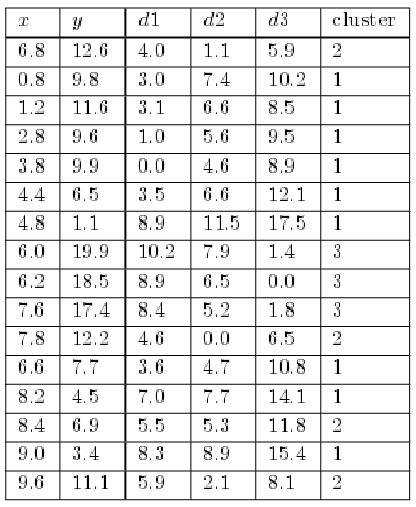 x y d1 d2 d3 cluster
6.8 12.6 4.0 1.1 5.9 2
0.8 9.8 3.0 7.4 10.2 1
1.2 11.6 3.1 6.6 8.5 1
2.8 9.6 1.0 5.6 9.5 1
3.8 9.9 0.0 4.6 8.9 1
4.4 6.5 3.5 6.6 12.1 1
4.8 1.1 8.9 11.5 17.5 1
6.0 19.9 10.2 7.9 1.4 3
6.2 18.5 8.9 6.5 0.0 3
7.6 17.4 8.4 5.2 1.8 3
7.8 12.2 4.6 0.0 6.5 2
6.6 7.7 3.6 4.7 10.8 1
8.2 4.5 7.0 7.7 14.1 1
8.4 6.9 5.5 5.3 11.8 2
9.0 3.4 8.3 8.9 15.4 1
9.6 11.1 5.9 2.1 8.1 2